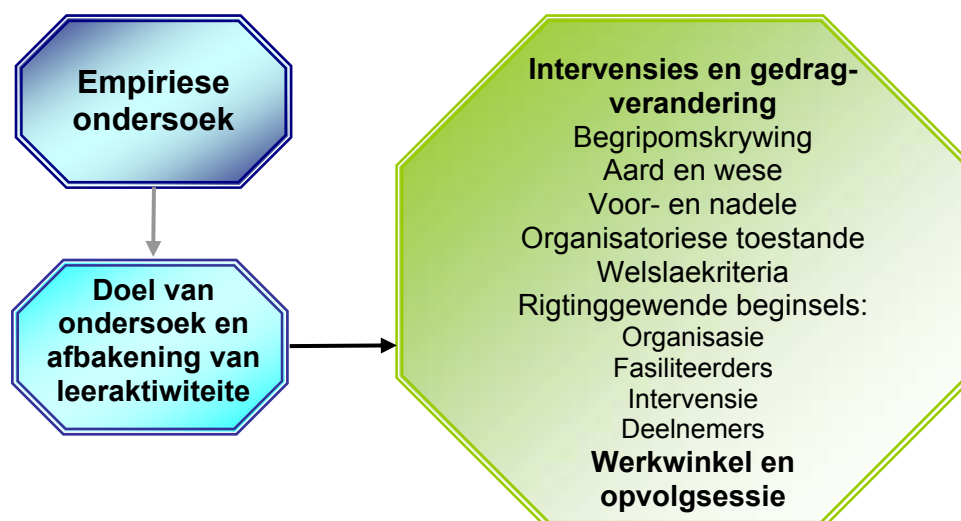 Empiriese
ondersoek
Doel van
ondersoek en
afbakening van
leeraktiwiteite
Intervensies en gedrag-
verandering
Begripomskrywing
Aard en wese
Voor- en nadele
Organisatoriese toestande
Welslaekriteria
Rigtinggewende beginsels:
Organisasie
Fasiliteerders
Intervensie
Deelnemers
Werkwinkel en
opvolgsessie